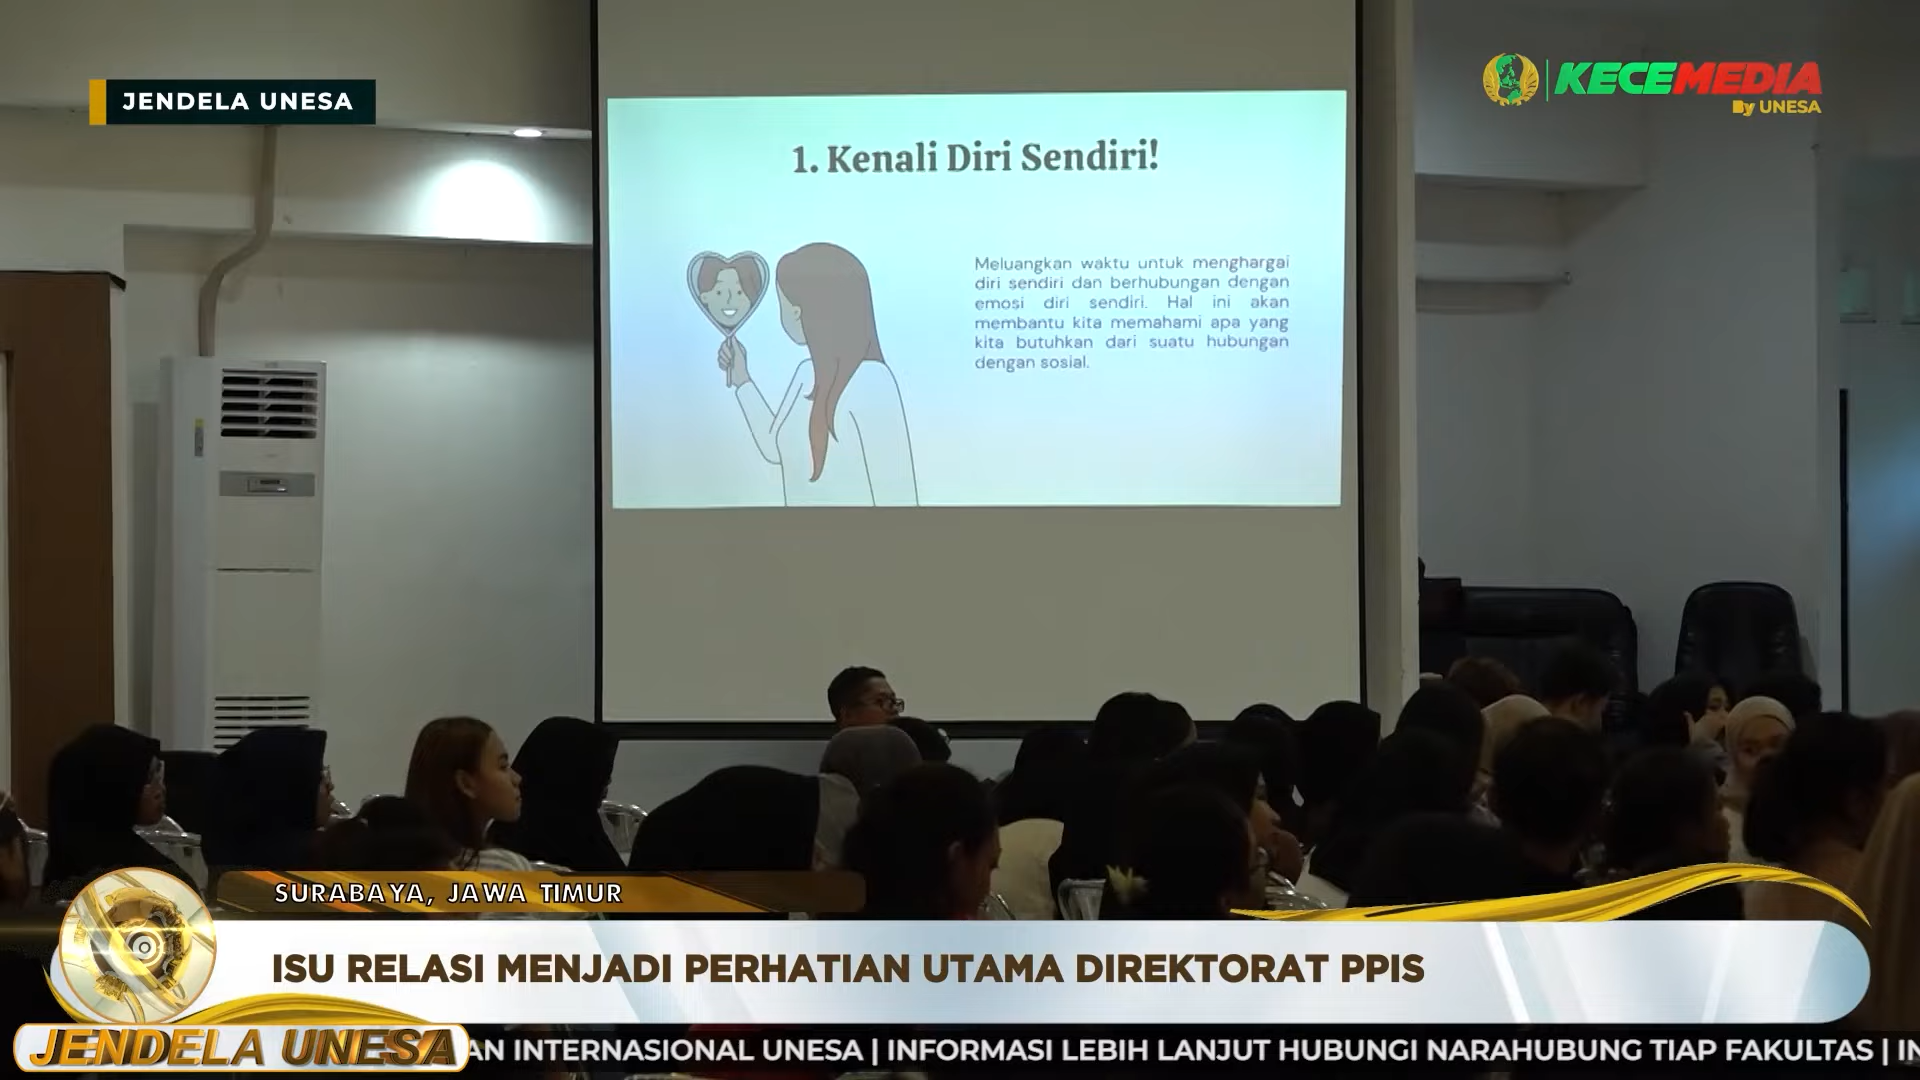 JENDELA UNESA
KECEMEDIA
By UNESA
1. Kenali Diri Sendiri!
Meluangkan waktu untuk menghargai
diri sendiri dan berhubungan dengan
emosi diri sendiri. Hal ini akan
membantu kita memahami apa yang
kita butuhkan dari suatu hubungan
dengan sosial.
SURABAYA, JAWA TIMUR
ISU RELASI MENJADI PERHATIAN UTAMA DIREKTORAT PPIS
JENDELA UNESA
AN INTERNASIONAL UNESA | INFORMASI LEBIH LANJUT HUBUNGI NARAHUBUNG TIAP FAKULTAS | IN